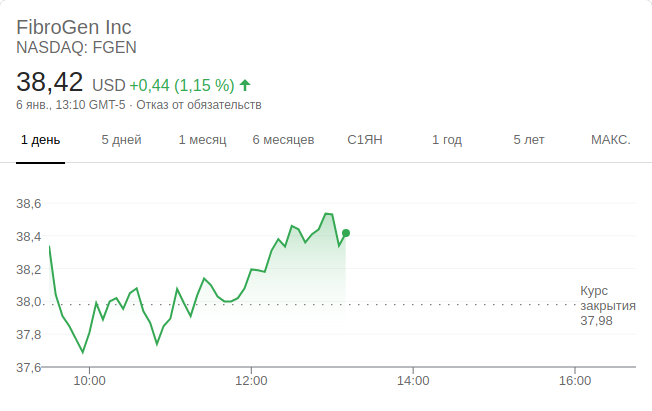 FibroGen Inc
NASDAQ: FGEN
38,42 USD +0,44 (1,15 %)
6 янв., 13:10 GMT-5 · Отказ от обязательств
1 день 5 дней 1 месяц 6 месяцев С1ЯН 1 год 5 лет МАКС.
38,6
38,4
38,2
38,0
37,8
37,6
Курс
закрытия
37,98
10:00 12:00 14:00 16:00